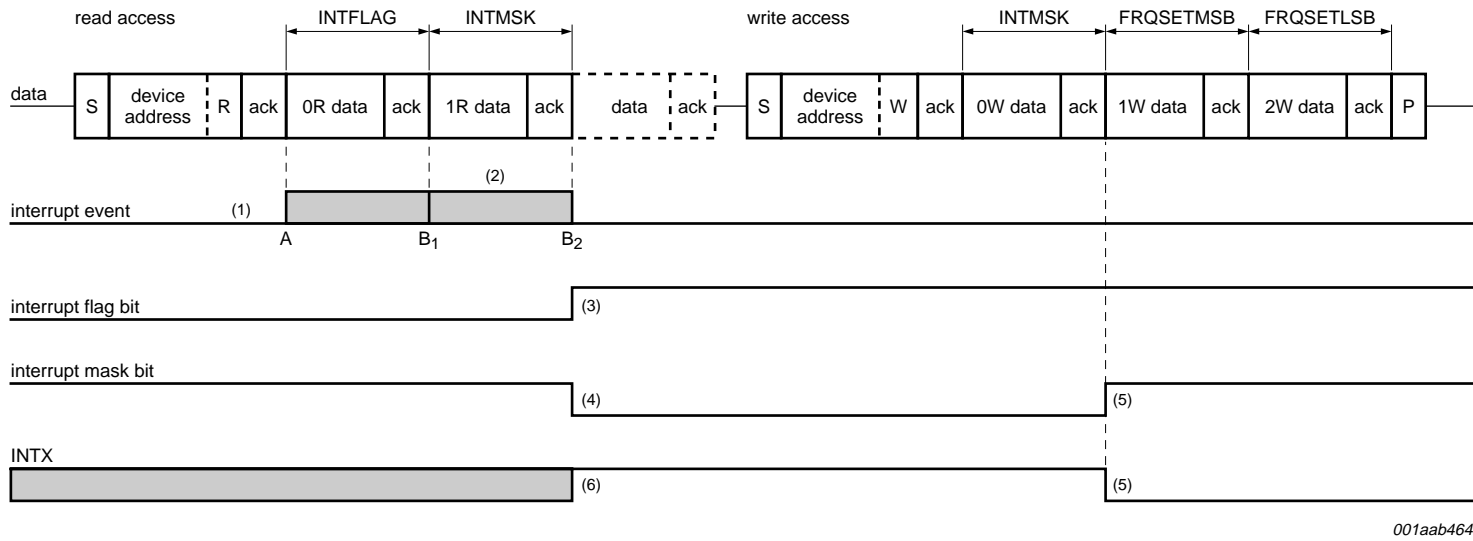 read access INTFLAG INTMSK write access INTMSK FRQSETMSB FRQSETLSB
data S device address R ack 0R data ack 1R data ack data ack S device address W ack 0W data ack 1W data ack 2W data ack P
(2)
interrupt event (1)
A B1 B2
interrupt flag bit (3)
interrupt mask bit
(4) (5)
INTX
(6) (5)
001aab464